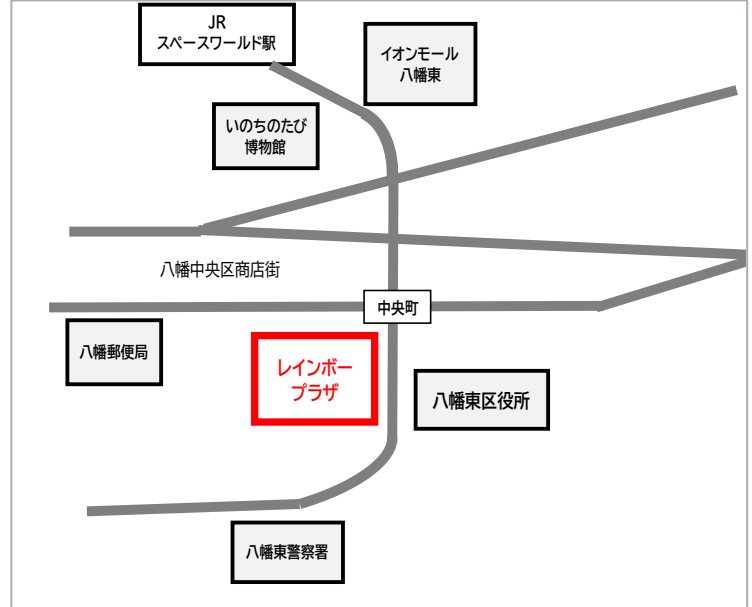 JR
スペースワールド駅
イオンモール
八幡東
いのちのたび
博物館
八幡中央区商店街
中央町
八幡郵便局
レインボー
プラザ
八幡東区役所
八幡東警察署